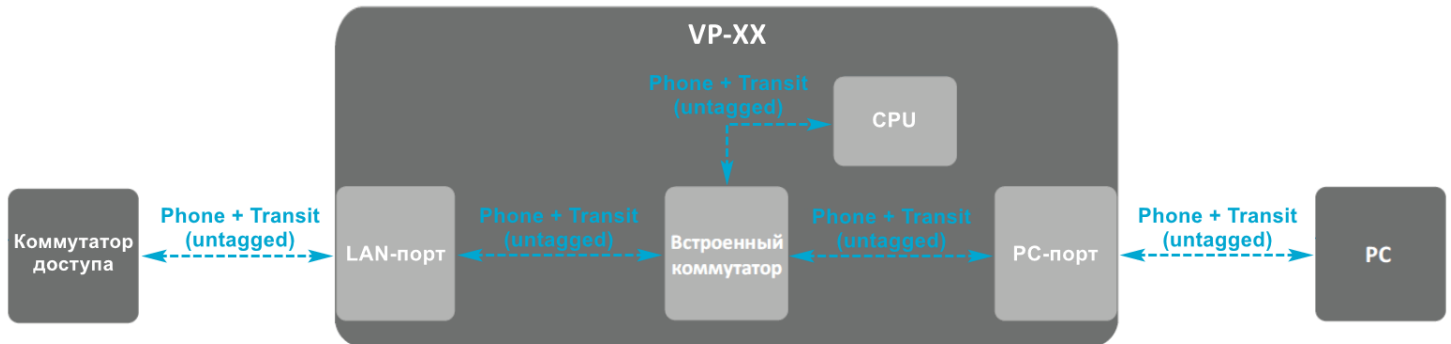 VP-XX
Phone + Transit
(untagged)
CPU
Коммутатор
доступа
Phone + Transit
(untagged)
LAN-порт
Phone + Transit
(untagged)
Встроенный
коммутатор
Phone + Transit
(untagged)
PC-порт
Phone + Transit
(untagged)
PC